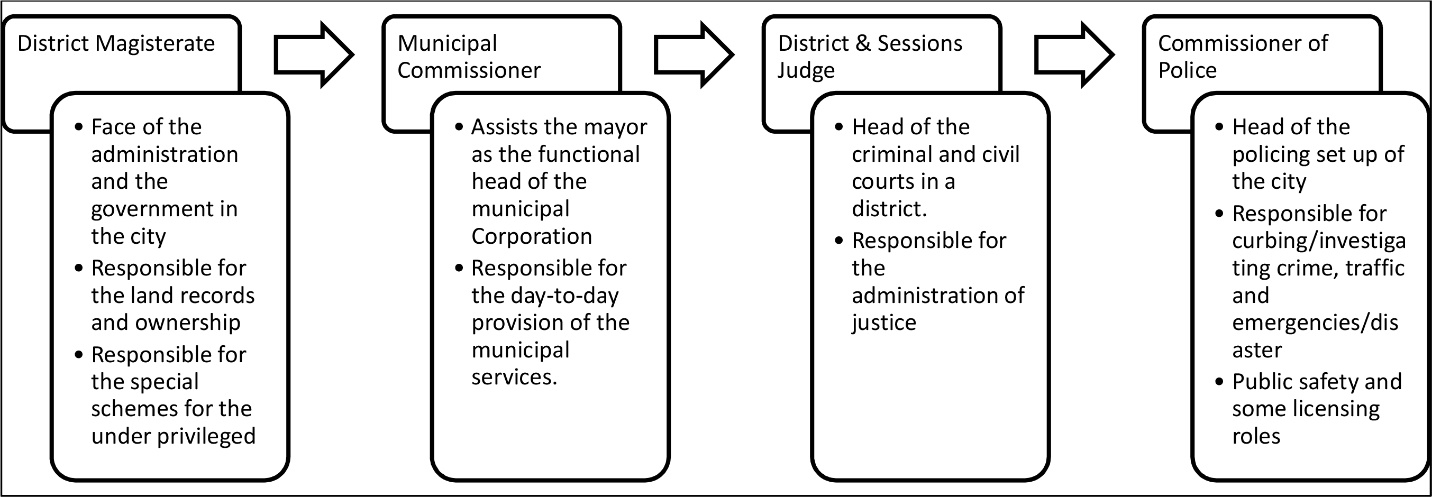 District Magisterate
• Face of the
administration
and the
government in
the city
• Responsible for
the land records
and ownership
• Responsible for
the special
schemes for the
under privileged
Municipal
Commissioner
• Assists the mayor
as the functional
head of the
municipal
Corporation
• Responsible for
the day-to-day
provision of the
municipal
services.
District & Sessions
Judge
• Head of the
criminal and civil
courts in a
district.
• Responsible for
the
administration of
justice
Commissioner of
Police
• Head of the
policing set up of
the city
• Responsible for
curbing/investiga
ting crime, traffic
and
emergencies/dis
aster
• Public safety and
some licensing
roles